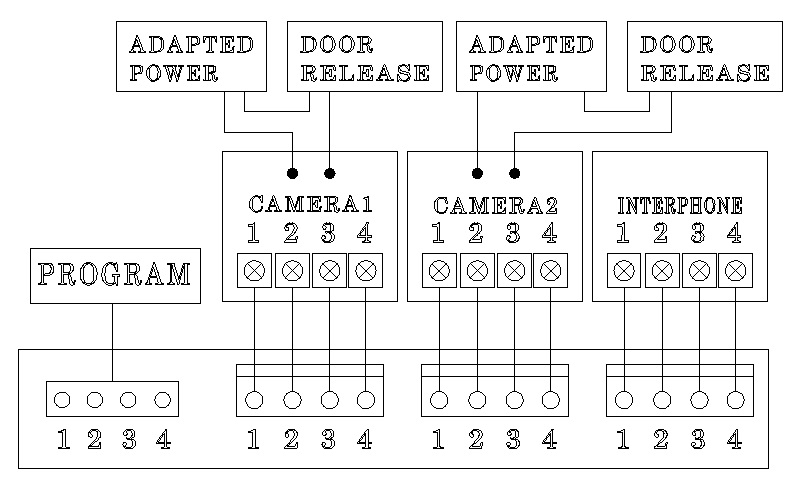 ADAPTED
POWER
DOOR
RELEASE
ADAPTED
POWER
DOOR
RELEASE
CAMERA1
1 2 3 4
CAMERA2
1 2 3 4
INTERPHONE
1 2 3 4
PROGRAM
1 2 3 4
1 2 3 4
1 2 3 4
1 2 3 4